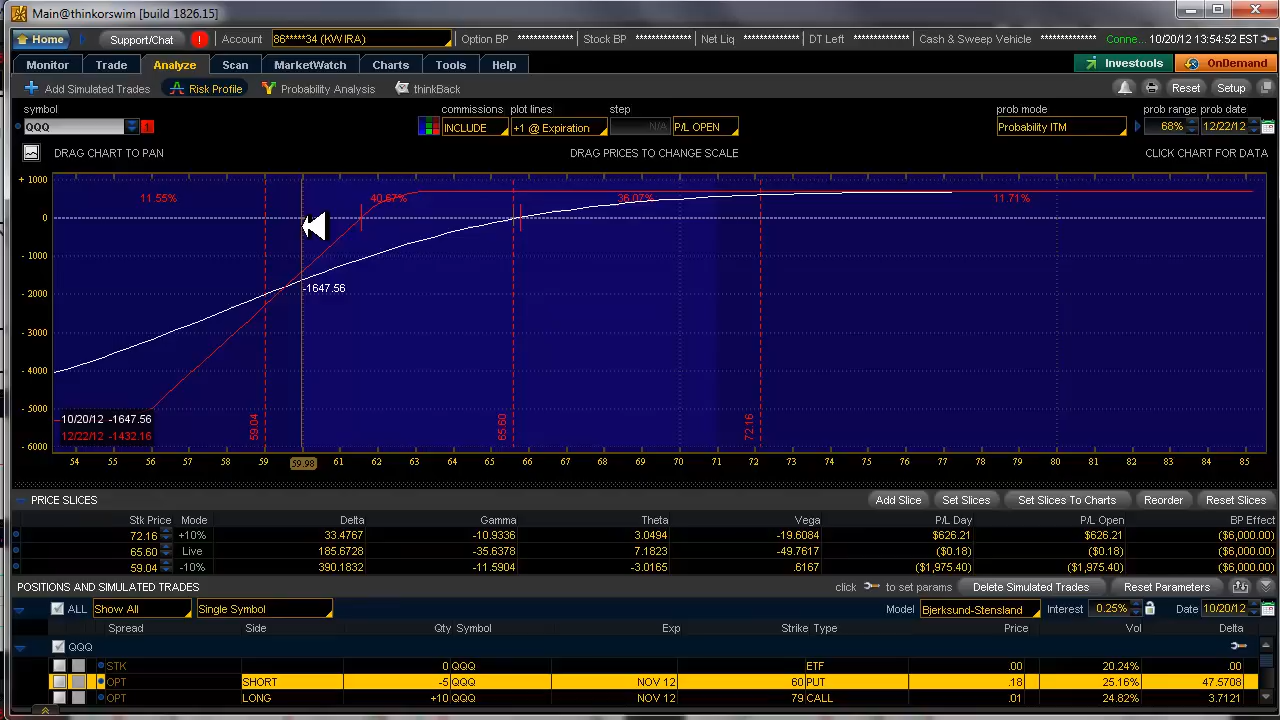 Main@thinkorswim [build 1826.15]
Home Support/Chat ! Account 86*****34 (KW IRA) Option BP ************ Stock BP ************ Net Liq ************ DT Left ************ Cash & Sweep Vehicle ************ Conne... 10/20/12 13:54:52 EST
Monitor Trade Analyze Scan MarketWatch Charts Tools Help Investools OnDemand
Add Simulated Trades Risk Profile Probability Analysis thinkBack Reset Setup
symbol commissions plot lines step prob mode prob range prob date
QQQ 1 INCLUDE +1 @ Expiration N/A P/L OPEN Probability ITM 68% 12/22/12
DRAG CHART TO PAN DRAG PRICES TO CHANGE SCALE CLICK CHART FOR DATA
+ 1000
11.55% 40.67% 36.07% 11.71%
0
- 1000
-1647.56
- 2000
- 3000
- 4000
- 5000
10/20/12 -1647.56
12/22/12 -1432.16
59.04 65.60 72.16
- 6000
54 55 56 57 58 59 59.98 61 62 63 64 65 66 67 68 69 70 71 72 73 74 75 76 77 78 79 80 81 82 83 84 85
PRICE SLICES Add Slice Set Slices Set Slices To Charts Reorder Reset Slices
Stk Price Mode Delta Gamma Theta Vega P/L Day P/L Open BP Effect
72.16 +10% 33.4767 -10.9336 3.0494 -19.6084 $626.21 $626.21 ($6,000.00)
65.60 Live 185.6728 -35.6378 7.1823 -49.7617 ($0.18) ($0.18) ($6,000.00)
59.04 -10% 390.1832 -11.5904 -3.0165 .6167 ($1,975.40) ($1,975.40) ($6,000.00)
POSITIONS AND SIMULATED TRADES click to set params Delete Simulated Trades Reset Parameters
ALL Show All Single Symbol Model Bjerksund-Stensland Interest 0.25% Date 10/20/12
Spread Side Qty Symbol Exp Strike Type Price Vol Delta
QQQ
STK 0 QQQ ETF .00 20.24% .00
OPT SHORT -5 QQQ NOV 12 60 PUT .18 25.16% 47.5708
OPT LONG +10 QQQ NOV 12 79 CALL .01 24.82% 3.7121